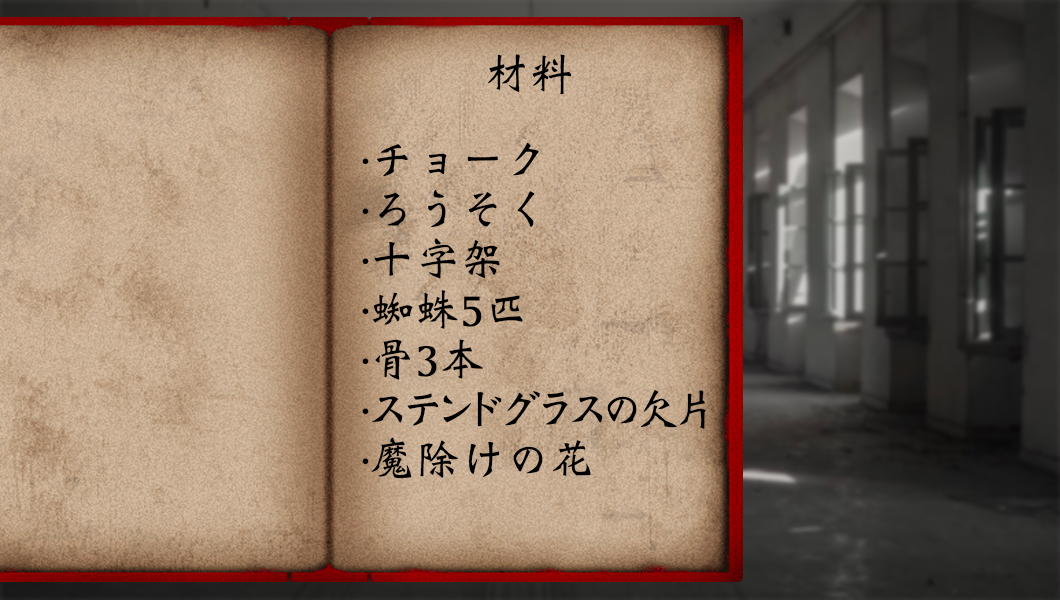 材料
・チョーク
・ろうそく
・十字架
・蜘蛛5匹
・骨3本
・ステンドグラスの欠片
・魔除けの花